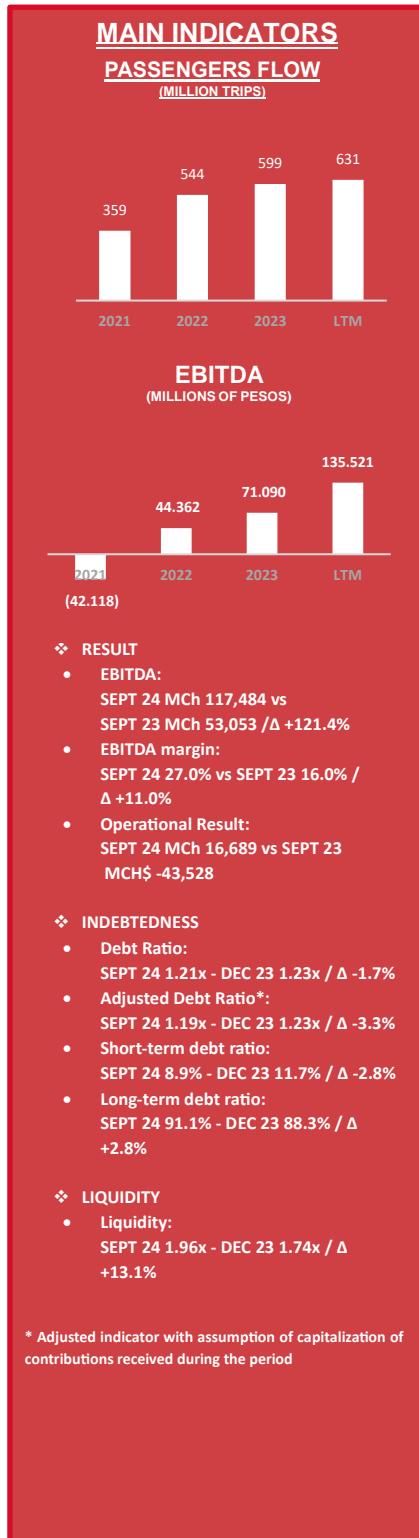 MAIN INDICATORS
PASSENGERS FLOW
(MILLION TRIPS)
359
544
599
631
2021
2022
2023
LTM
EBITDA
(MILLIONS OF PESOS)
135.521
71.090
44.362
2021
2022
2023
LTM
(42.118)
❖ RESULT
• EBITDA:
SEPT 24 MCh 117,484 vs
SEPT 23 MCh 53,053 /Δ +121.4%
• EBITDA margin:
SEPT 24 27.0% vs SEPT 23 16.0% /
Δ +11.0%
• Operational Result:
SEPT 24 MCh 16,689 vs SEPT 23
MCH$ -43,528
❖ INDEBTEDNESS
• Debt Ratio:
SEPT 24 1.21x - DEC 23 1.23x / Δ -1.7%
• Adjusted Debt Ratio*:
SEPT 24 1.19x - DEC 23 1.23x / Δ -3.3%
• Short-term debt ratio:
SEPT 24 8.9% - DEC 23 11.7% / Δ -2.8%
• Long-term debt ratio:
SEPT 24 91.1% - DEC 23 88.3% / Δ
+2.8%
❖ LIQUIDITY
• Liquidity:
SEPT 24 1.96x - DEC 23 1.74x / Δ
+13.1%
* Adjusted indicator with assumption of capitalization of
contributions received during the period